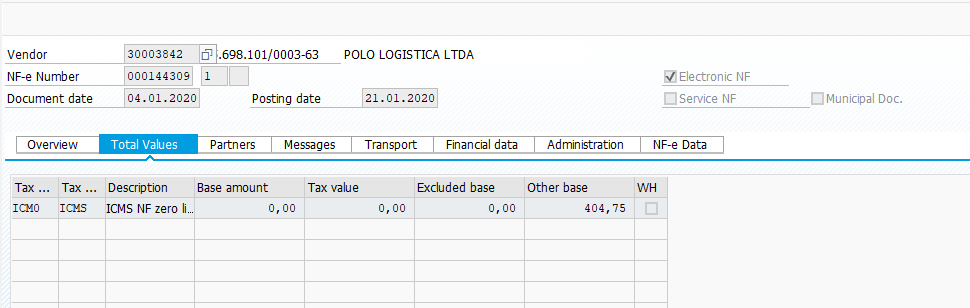 Vendor 30003842 .698.101/0003-63 POLO LOGISTICA LTDA
NF-e Number 000144309 1 Electronic NF
Document date 04.01.2020 Posting date 21.01.2020 Service NF Municipal Doc.
Overview Total Values Partners Messages Transport Financial data Administration NF-e Data
Tax ... Tax ... Description Base amount Tax value Excluded base Other base WH
ICM0 ICMS ICMS NF zero li... 0,00 0,00 0,00 404,75